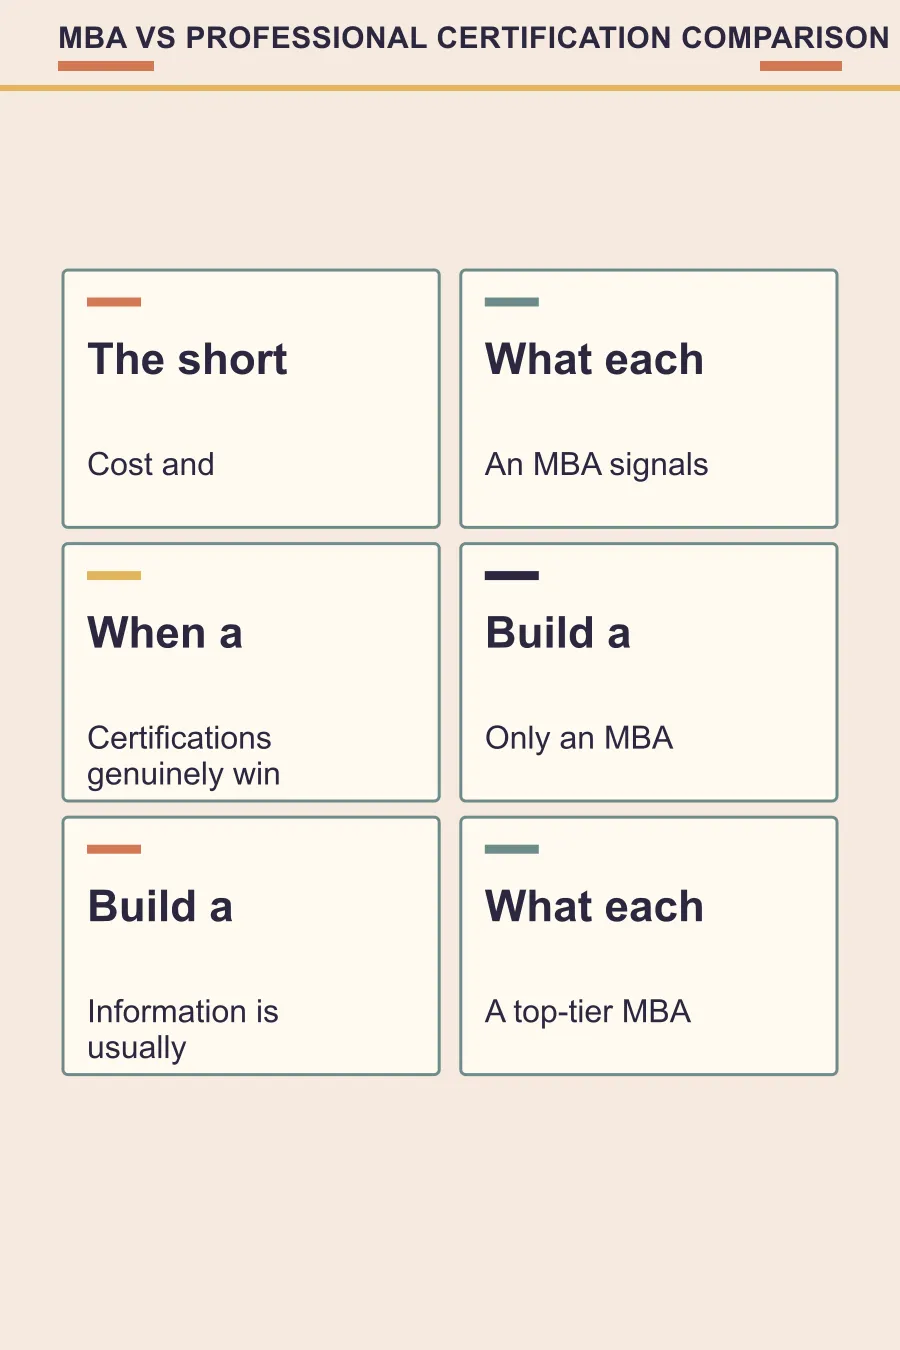 MBA VS PROFESSIONAL CERTIFICATION COMPARISON
The short
Cost and
What each
An MBA signals
When a
Certifications
genuinely win
Build a
Only an MBA
Build a
Information is
usually
What each
A top-tier MBA